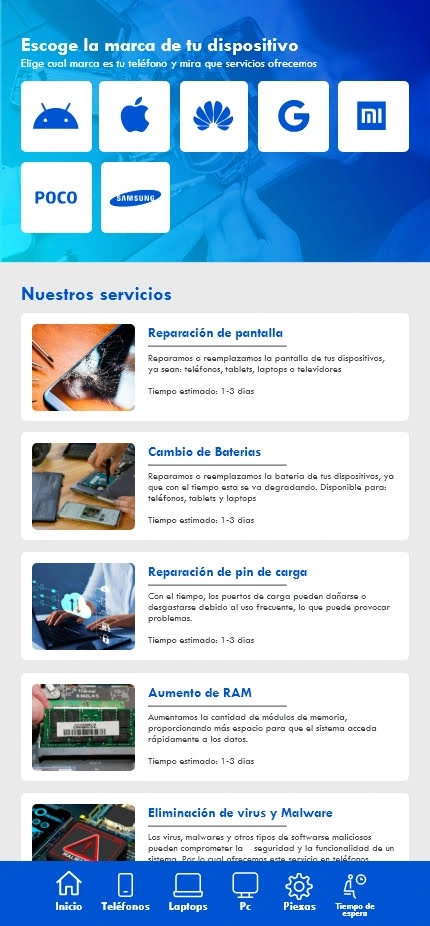 Escoge la marca de tu dispositivo
Elige cual marca es tu teléfono y mira que servicios ofrecemos
mi
POCO
SAMSUNG
Nuestros servicios
Reparación de pantalla
Reparamos o reemplazamos la pantalla de tus dispositivos,
ya sean: teléfonos, tablets, laptops o televidores
Tiempo estimado: 1-3 dias
Cambio de Baterias
Reparamos o reemplazamos la bateria de tus dispositivos, ya
que con el tiempo esta se va degradando. Disponible para:
teléfonos, tablets y laptops
Tiempo estimado: 1-3 dias
Reparación de pin de carga
Con el tiempo, los puertos de carga pueden dañarse o
desgastarse debido al uso frecuente, lo que puede provocar
problemas.
Tiempo estimado: 1-3 dias
Aumento de RAM
Aumentamos la cantidad de módulos de memoria,
proporcionando más espacio para que el sistema acceda
rápidamente a los datos.
Tiempo estimado: 1-3 dias
Eliminación de virus y Malware
Los virus, malwares y otros tipos de softwarse maliciosos
pueden comprometer la seguridad y la funcionalidad de un
sistema. Por lo cual ofrecemos este servicio en teléfonos
Inicio
Teléfonos
Laptops
Pc
Piezas
Tiempo de
espera